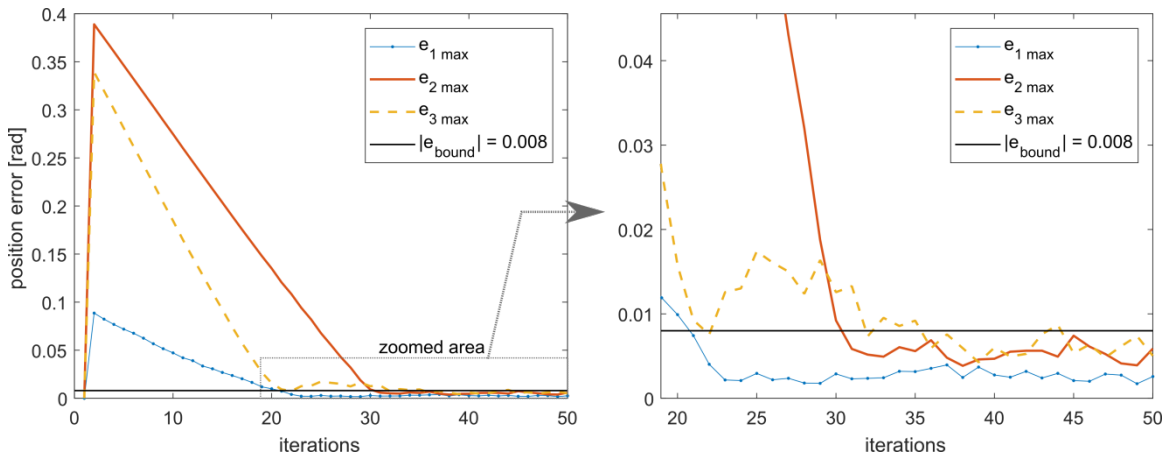 position error [rad]
0.4
0.35
0.3
0.25
0.2
0.15
0.1
0.05
0
0 10 20 30 40 50
iterations
e1 max
e2 max
e3 max
|ebound| = 0.008
zoomed area
0.04
0.03
0.02
0.01
0
20 25 30 35 40 45 50
iterations
e1 max
e2 max
e3 max
|ebound| = 0.008